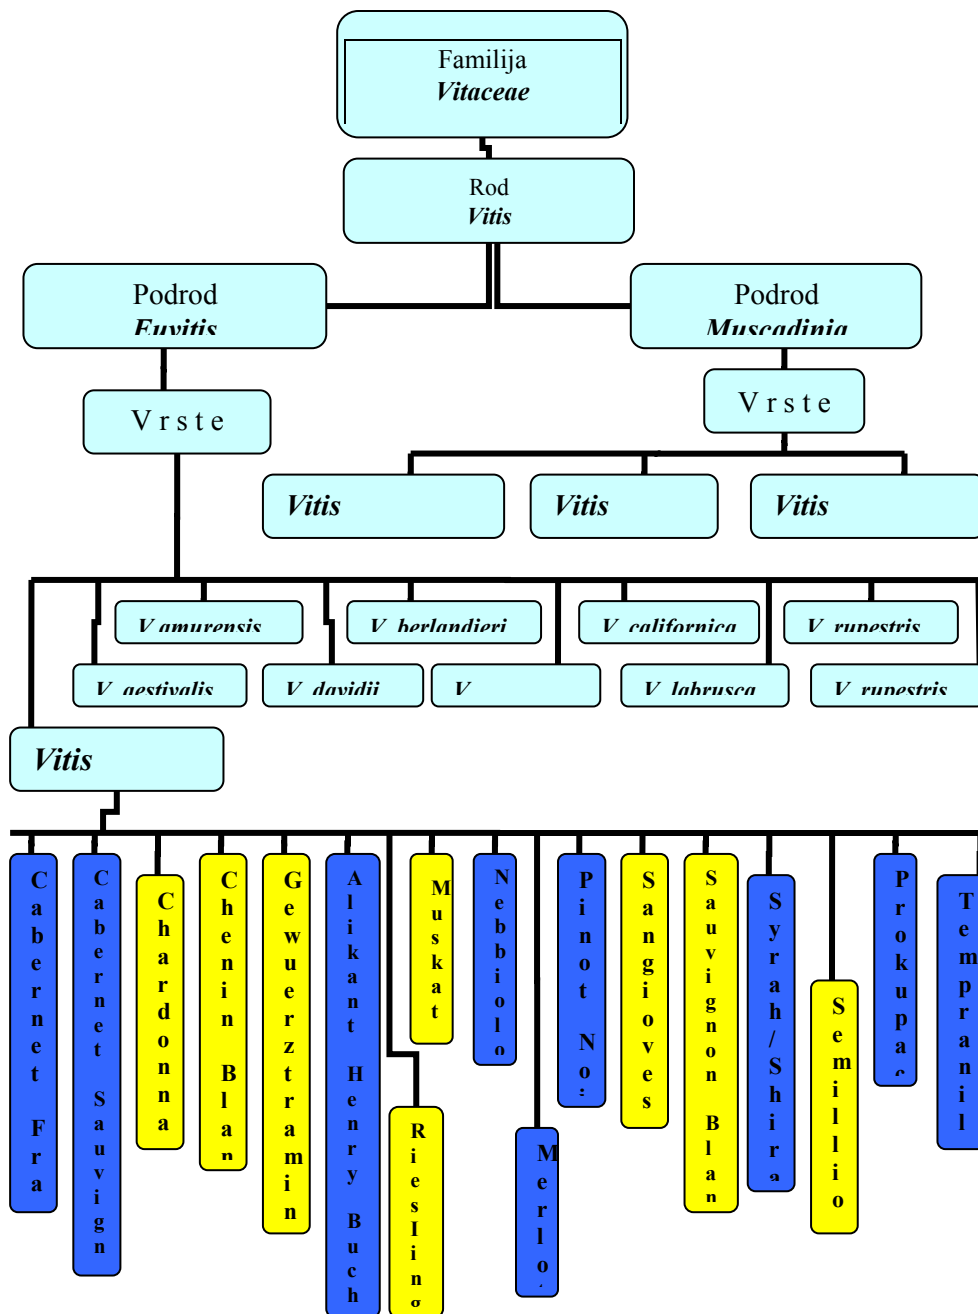 Familija
Vitaceae
Rod
Vitis
Podrod
Euvitis
Podrod
Muscadinia
V r s t e
V r s t e
Vitis
Vitis
Vitis
V.amurensis
V. berlandieri
V. californica
V. rupestris
V. aestivalis
V. davidii
V.
V. labrusca
V. rupestris
Vitis
Cabernet Fra
Cabernet Sauvign
Chardonna
Chenin Blan
Gewuerztramin
Alikant Henry Buch
Riesling
Muskat
Nebbiolo
Merlo
Pinot No
Sangioves
Sauvignon Blan
Syrah/Shira
Semillio
Prokupac
Tempranil